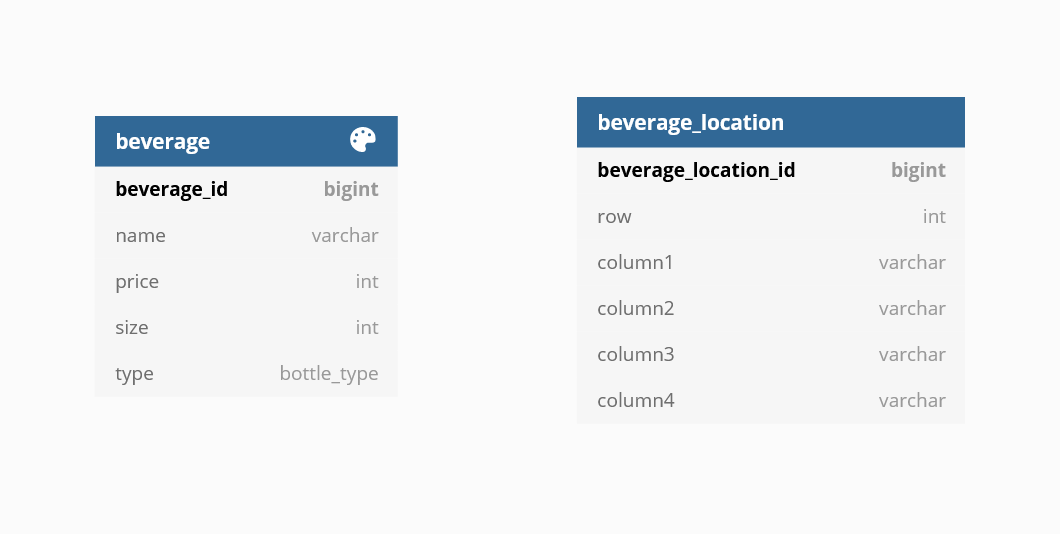 beverage
beverage_id bigint
name varchar
price int
size int
type bottle_type
beverage_location
beverage_location_id bigint
row int
column1 varchar
column2 varchar
column3 varchar
column4 varchar